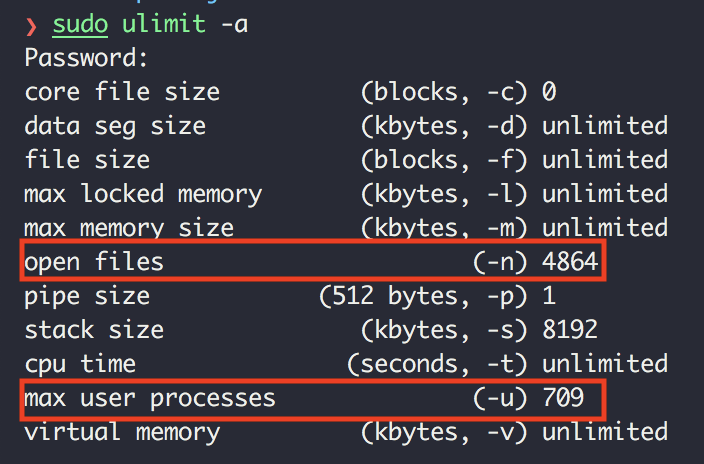 ❯ sudo ulimit -a
Password:
core file size          (blocks, -c) 0
data seg size           (kbytes, -d) unlimited
file size               (blocks, -f) unlimited
max locked memory       (kbytes, -l) unlimited
max memory size         (kbytes, -m) unlimited
open files                      (-n) 4864
pipe size            (512 bytes, -p) 1
stack size              (kbytes, -s) 8192
cpu time               (seconds, -t) unlimited
max user processes              (-u) 709
virtual memory          (kbytes, -v) unlimited